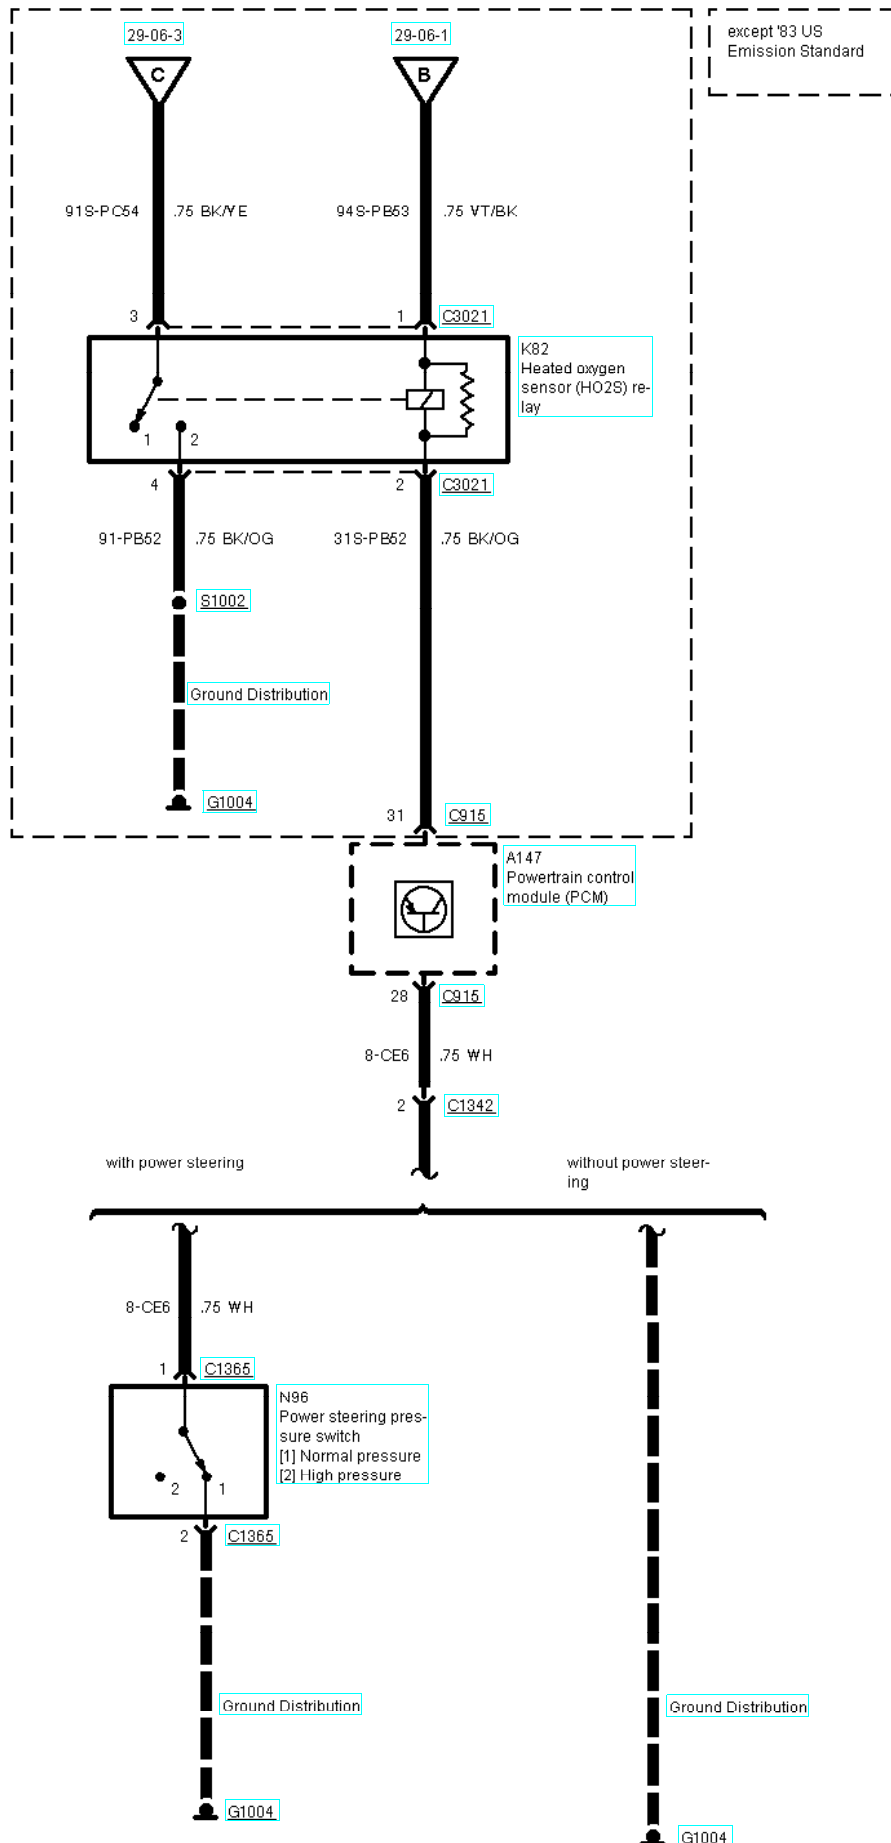 29-06-3
29-06-1
except '83 US
Emission Standard
C
B
91S-PC54
.75 BK/YE
94S-PB53
.75 VT/BK
3
1
C3021
K82
Heated oxygen
sensor (HO2S) re-
lay
1
2
4
2
C3021
91-PB52
.75 BK/OG
31S-PB52
.75 BK/OG
S1002
Ground Distribution
G1004
31
C915
A147
Powertrain control
module (PCM)
28
C915
8-CE6
.75 WH
2
C1342
with power steering
without power steer-
ing
8-CE6
.75 WH
1
C1365
N96
Power steering pres-
sure switch
[1] Normal pressure
[2] High pressure
2
1
2
C1365
Ground Distribution
Ground Distribution
G1004
G1004